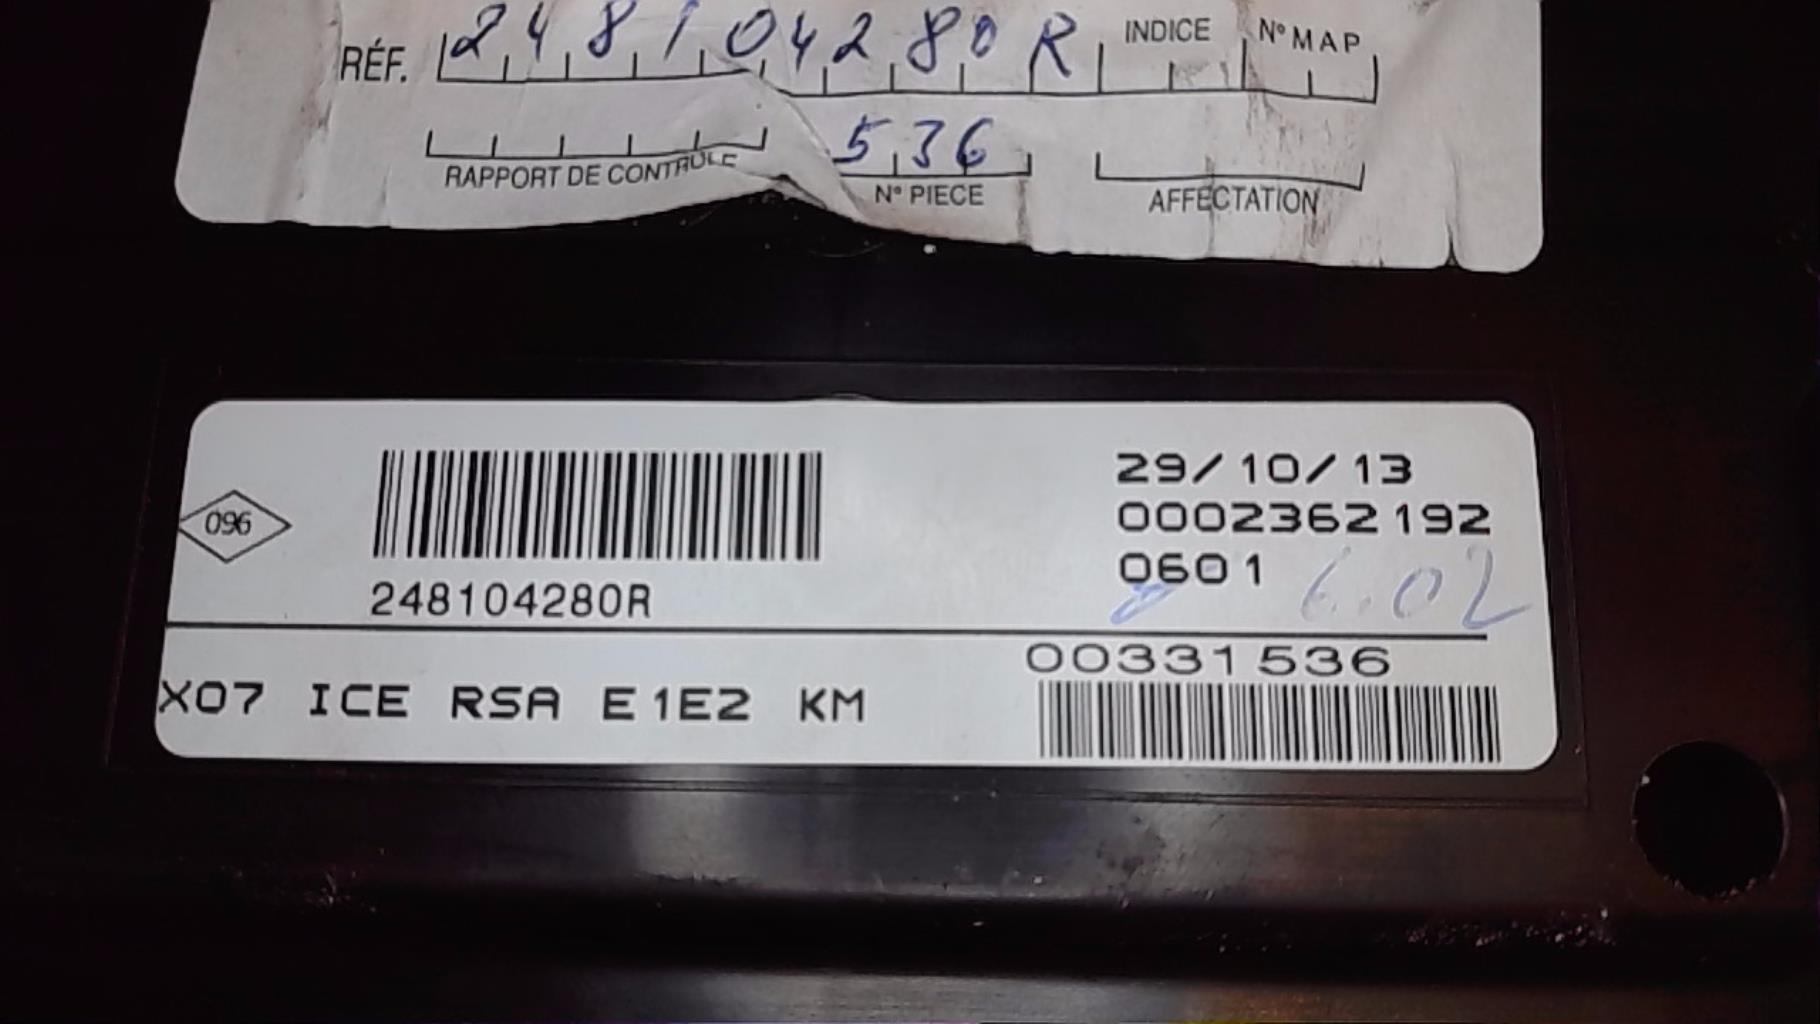 RÉF. 248104280R INDICE N° MAP
536
RAPPORT DE CONTRÔLE N° PIECE AFFECTATION
29/10/13
096
0002362192
0601 6.02
248104280R
00331536
X07 ICE RSA E1E2 KM